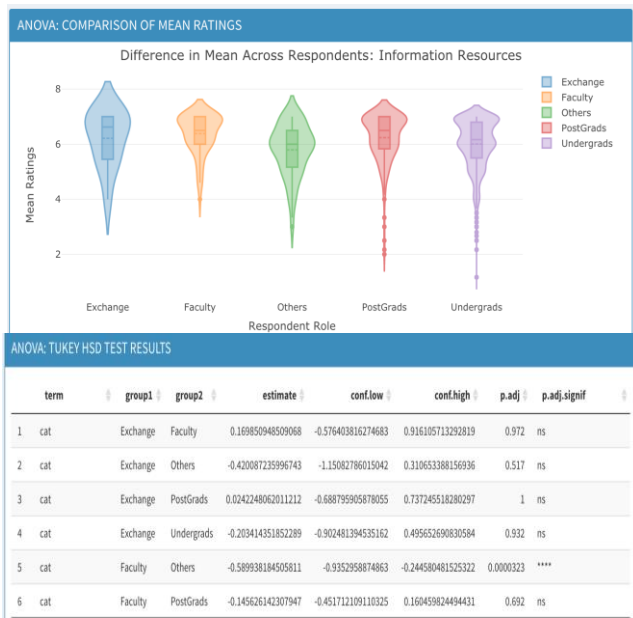 ANOVA: COMPARISON OF MEAN RATINGS
Difference in Mean Across Respondents: Information Resources
8
6
4
2
Mean Ratings
Exchange
Faculty
Others
PostGrads
Undergrads
Exchange Faculty Others PostGrads Undergrads
Respondent Role
ANOVA: TUKEY HSD TEST RESULTS
term group1 group2 estimate conf.low conf.high p.adj p.adj.signif
1 cat Exchange Faculty 0.169850948509068 -0.576403816274683 0.916105713292819 0.972 ns
2 cat Exchange Others -0.420087235996743 -1.15082786015042 0.310653388156936 0.517 ns
3 cat Exchange PostGrads 0.0242248062011212 -0.688795905878055 0.737245518280297 1 ns
4 cat Exchange Undergrads -0.203414351852289 -0.902481394535162 0.495652690830584 0.932 ns
5 cat Faculty Others -0.589938184505811 -0.9352958874863 -0.244580481525322 0.0000323 ****
6 cat Faculty PostGrads -0.145626142307947 -0.451712109110325 0.160459824494431 0.692 ns